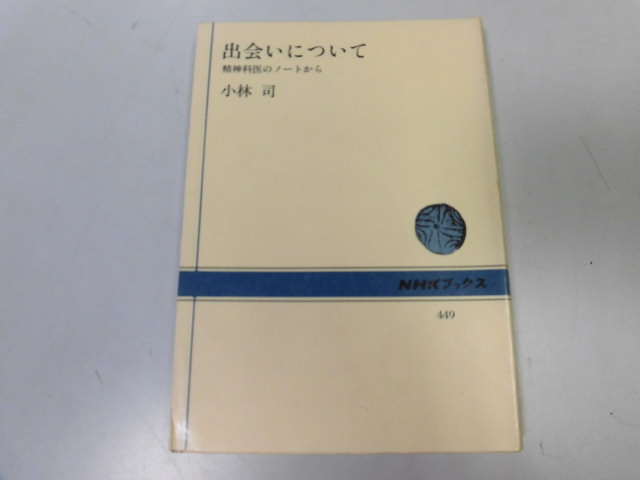 出会いについて
精神科医のノートから
小林 司
NHKブックス
449